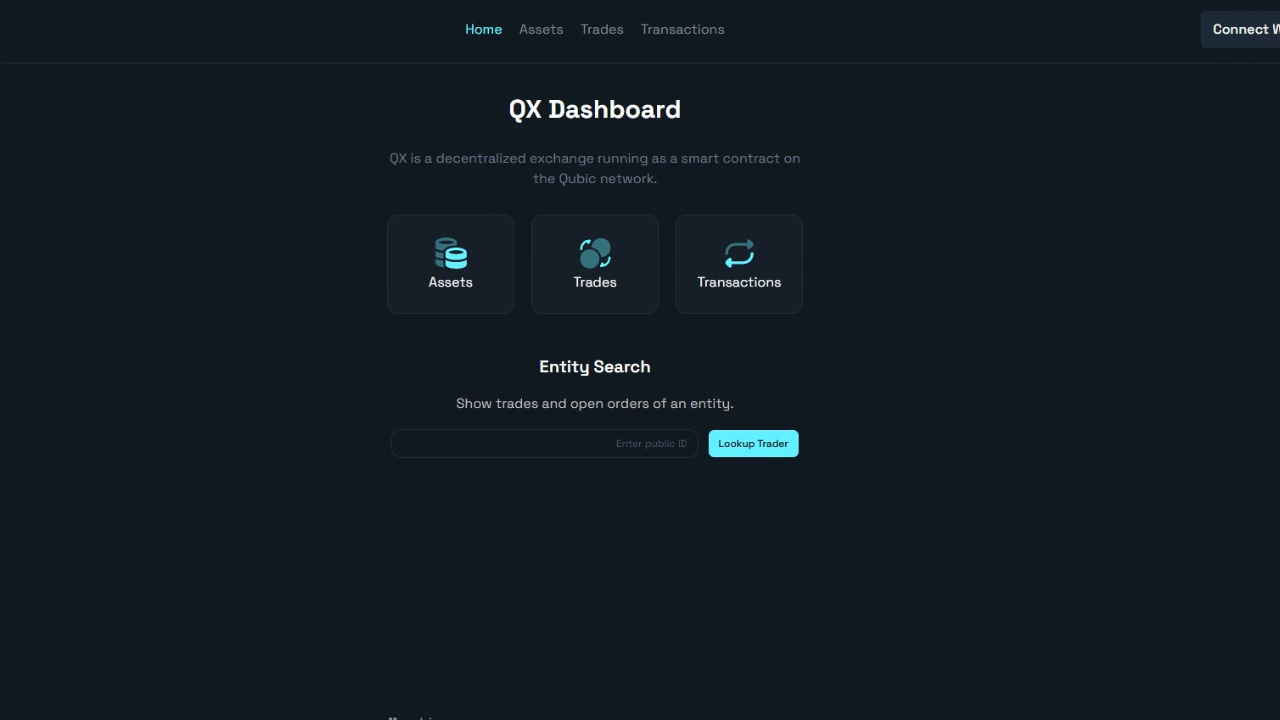 Home Assets Trades Transactions
Connect W
QX Dashboard
QX is a decentralized exchange running as a smart contract on
the Qubic network.
Assets Trades Transactions
Entity Search
Show trades and open orders of an entity.
Enter public ID Lookup Trader